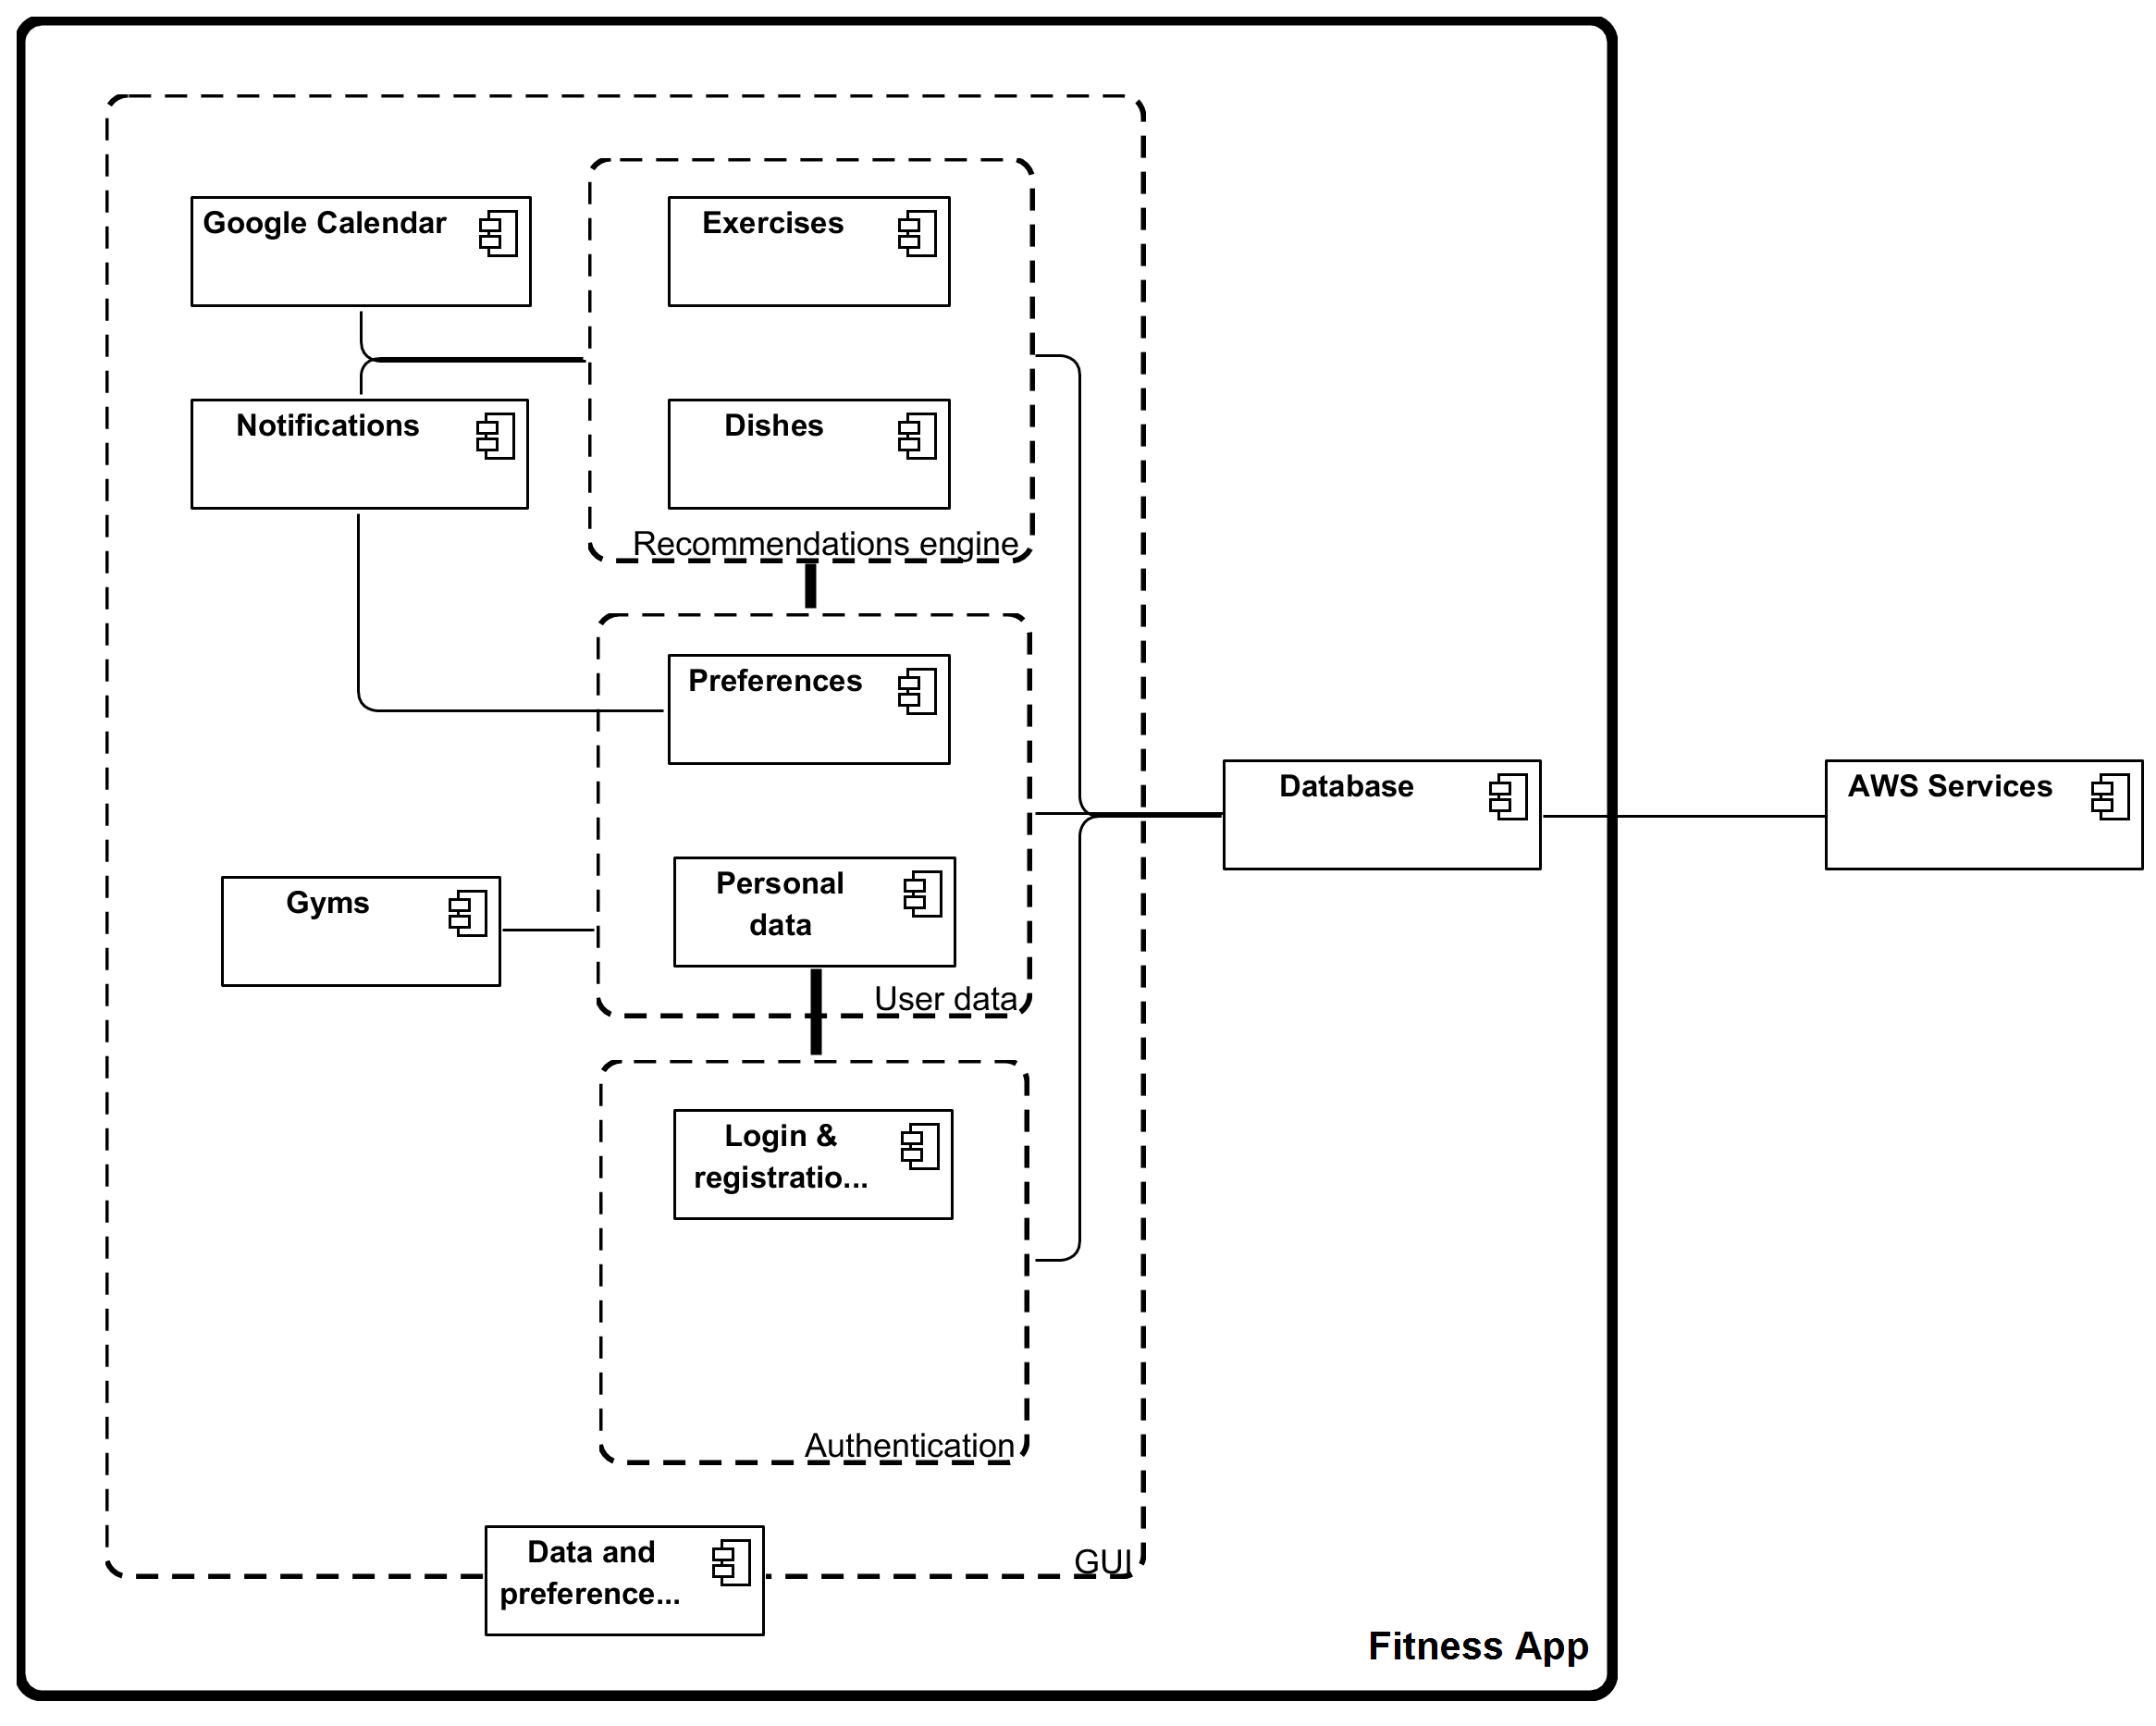 Google Calendar
Exercises
Notifications
Dishes
Recommendations engine
Preferences
Database
AWS Services
Personal
data
Gyms
User data
Login &
registratio...
Authentication
Data and
preference...
GUI
Fitness App